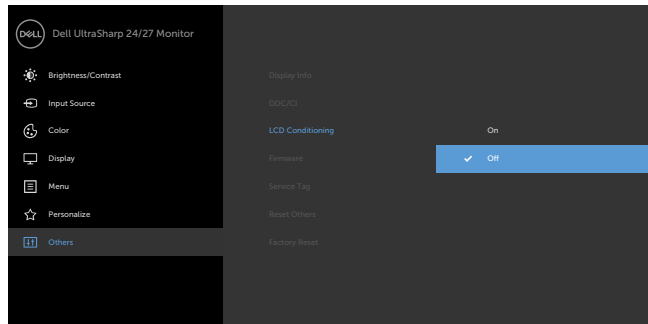 DELL Dell UltraSharp 24/27 Monitor
Brightness/Contrast
Input Source
Color
Display
Menu
Personalize
Others
Display Info
DDC/CI
LCD Conditioning
Firmware
Service Tag
Reset Others
Factory Reset
On
Off